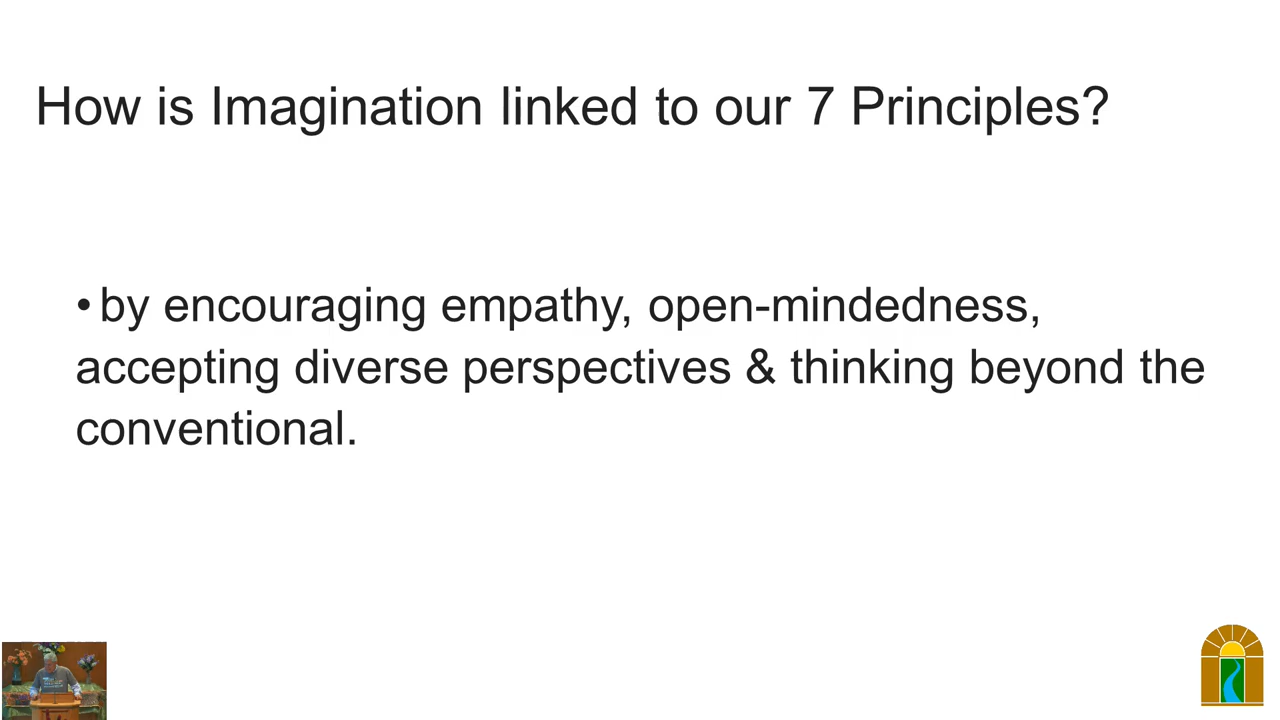 How is Imagination linked to our 7 Principles?
• by encouraging empathy, open-mindedness,
accepting diverse perspectives & thinking beyond the
conventional.